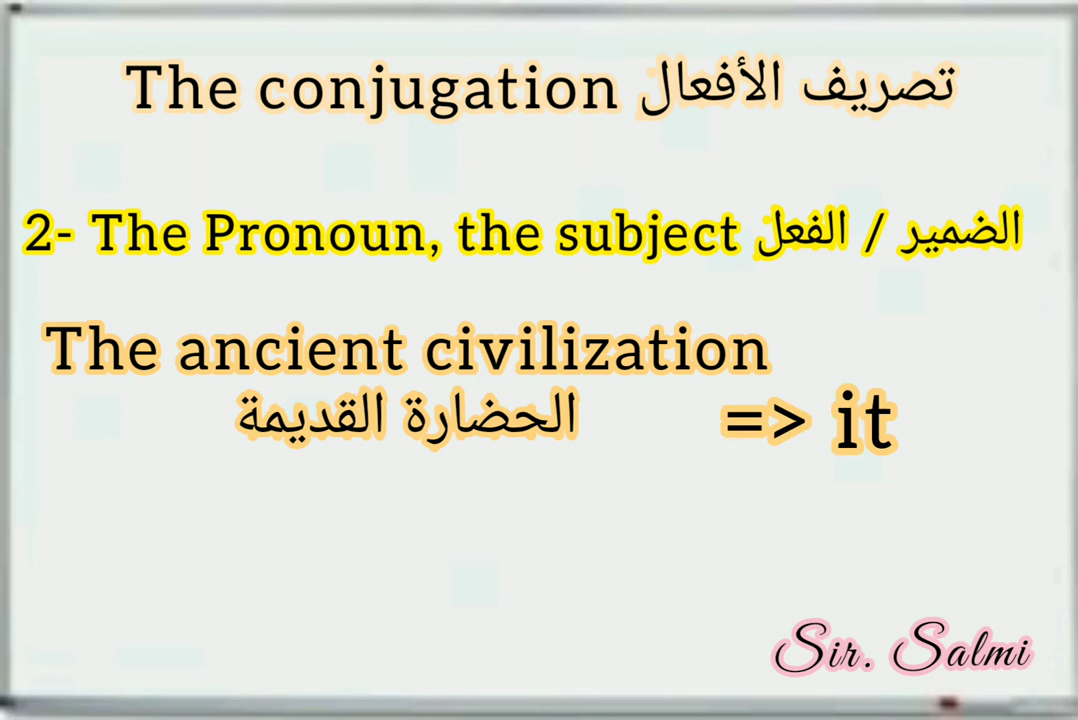 The conjugation تصريف الأفعال
2- The Pronoun, the subject الضمير / الفعل
The ancient civilization
الحضارة القديمة => it
Sir. Salmi